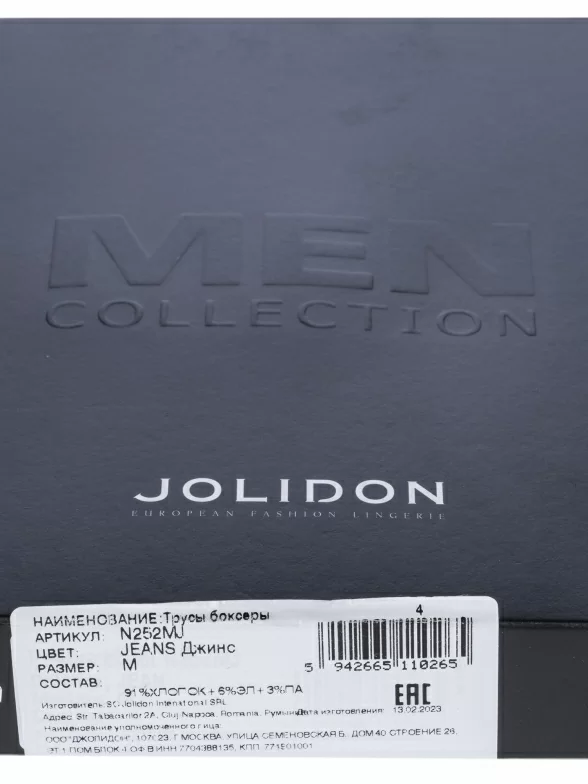 MEN
COLLECTION
JOLIDON
EUROPEAN FASHION LINGERIE
НАИМЕНОВАНИЕ:Трусы боксеры
АРТИКУЛ: N252MJ
ЦВЕТ: JEANS Джинс
РАЗМЕР: M
СОСТАВ:
91%ХЛОПОК+6%ЭЛ+3%ПА
4
5 942665 110265
EAC
Изготовитель: SC Jolidon International SRL
Адрес: Str. Tabacarilor 2A, Cluj Napoca, Romania, Румыния
Дата изготовления: 13.02.2023
Наименование уполномоченного лица:
ООО"ДЖОЛИДОН", 107023, Г МОСКВА, УЛИЦА СЕМЕНОВСКАЯ Б., ДОМ 40 СТРОЕНИЕ 26,
ЭТ 1 ПОМ БЛОК-4 ОФ В ИНН 7704388135, КПП 771901001